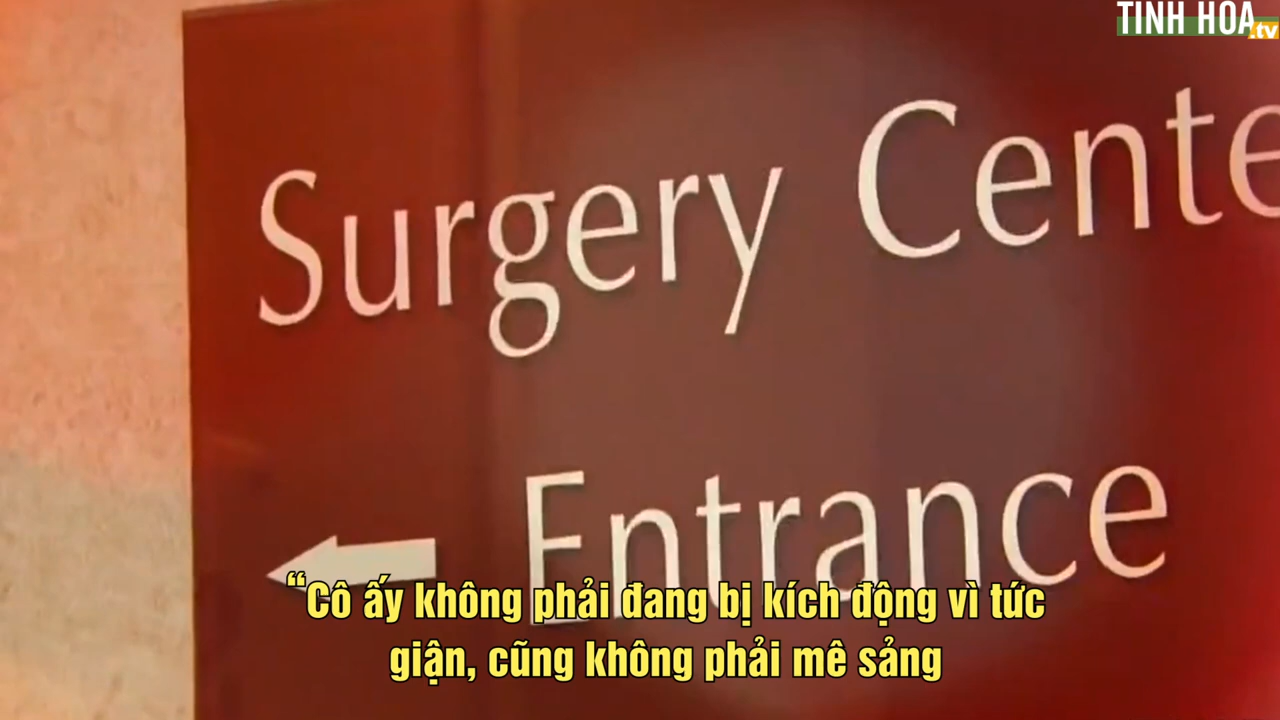 TINH HOA
.tv
Surgery Cente
Entrance
“Cô ấy không phải đang bị kích động vì tức
giận, cũng không phải mê sảng